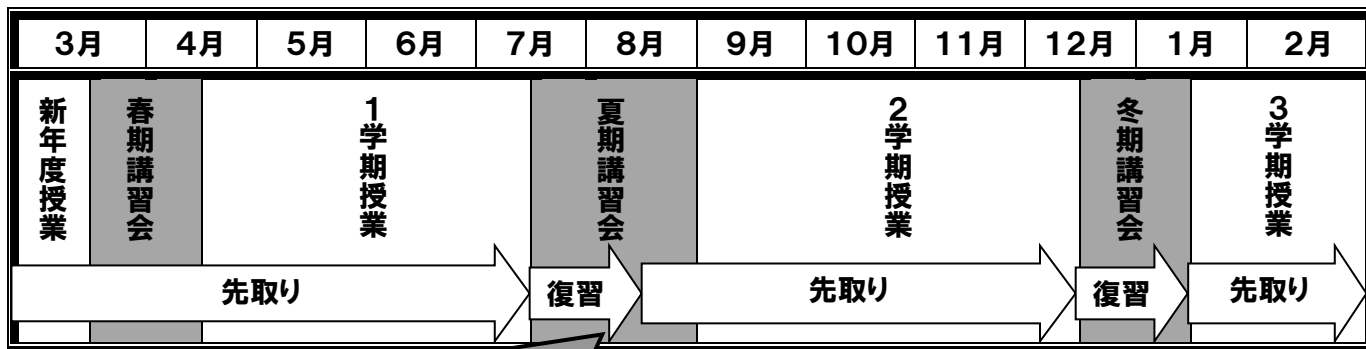 3月 4月 5月 6月 7月 8月 9月 10月 11月 12月 1月 2月
新年度授業
春期講習会
1学期授業
夏期講習会
2学期授業
冬期講習会
3学期授業
先取り 復習 先取り 復習 先取り